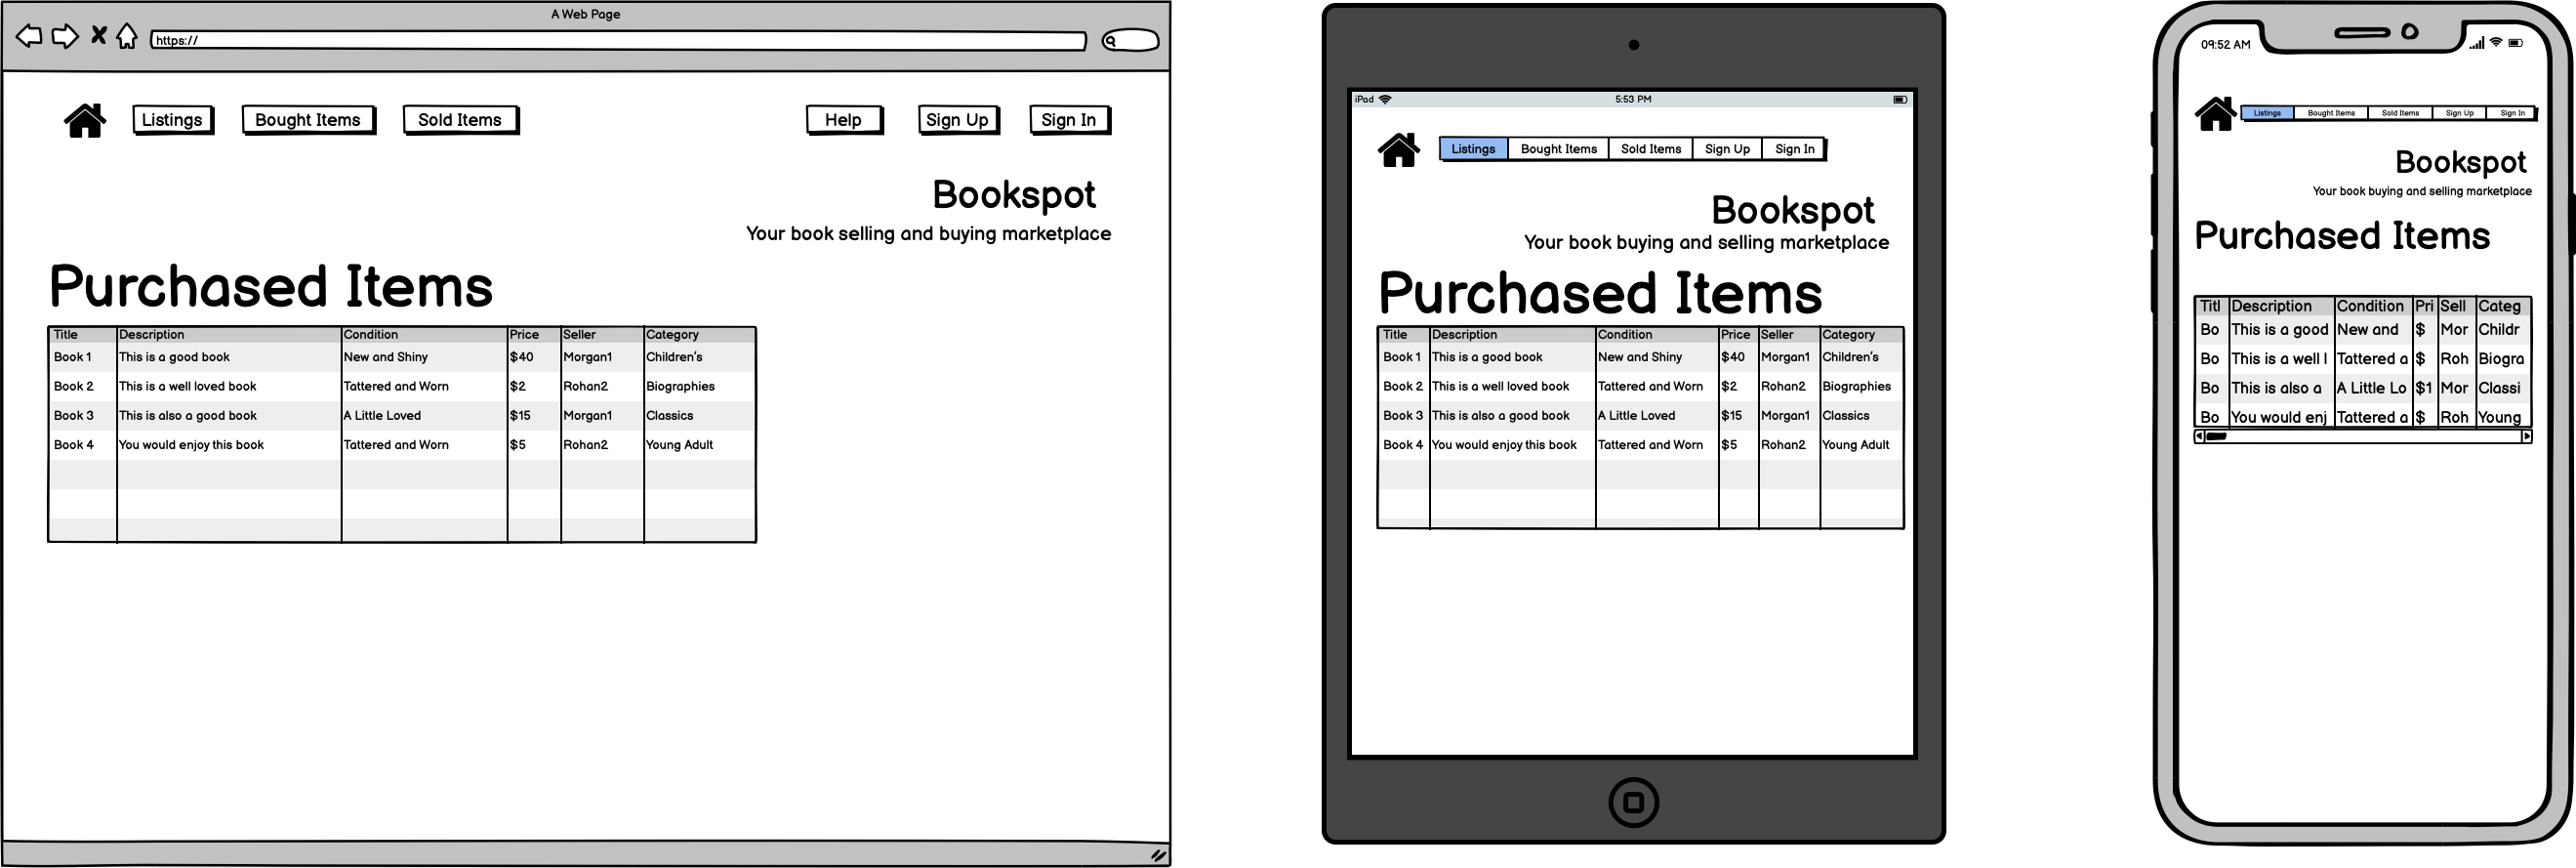 A Web Page
https://
Listings Bought Items Sold Items Help Sign Up Sign In
Bookspot
Your book selling and buying marketplace
Purchased Items
Title Description Condition Price Seller Category
Book 1 This is a good book New and Shiny $40 Morgan1 Children's
Book 2 This is a well loved book Tattered and Worn $2 Rohan2 Biographies
Book 3 This is also a good book A Little Loved $15 Morgan1 Classics
Book 4 You would enjoy this book Tattered and Worn $5 Rohan2 Young Adult
iPad 5:53 PM
Listings Bought Items Sold Items Sign Up Sign In
Bookspot
Your book buying and selling marketplace
Purchased Items
Title Description Condition Price Seller Category
Book 1 This is a good book New and Shiny $40 Morgan1 Children's
Book 2 This is a well loved book Tattered and Worn $2 Rohan2 Biographies
Book 3 This is also a good book A Little Loved $15 Morgan1 Classics
Book 4 You would enjoy this book Tattered and Worn $5 Rohan2 Young Adult
09:52 AM
Listings Bought Items Sold Items Sign Up Sign In
Bookspot
Your book buying and selling marketplace
Purchased Items
Titl Description Condition Pri Sell Categ
Bo This is a good New and $ Mor Childr
Bo This is a well l Tattered a $ Roh Biogra
Bo This is also a A Little Lo $1 Mor Classi
Bo You would enj Tattered a $ Roh Young